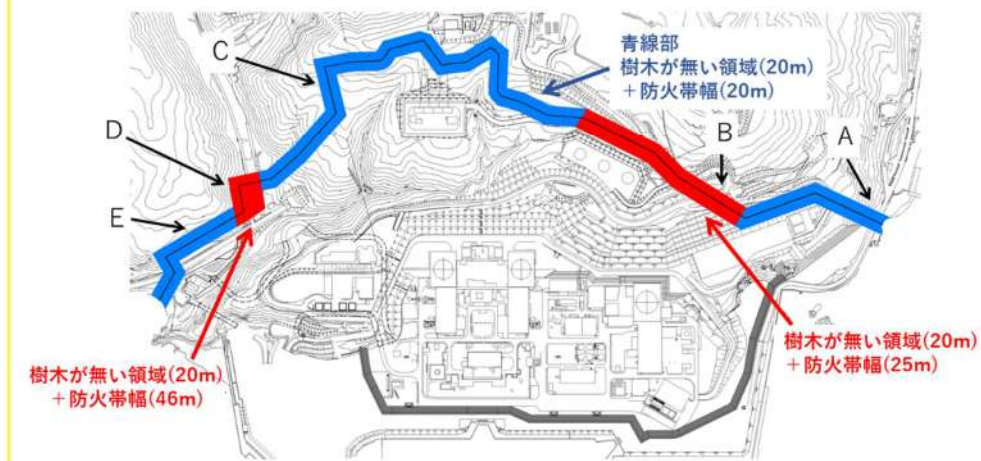 C
青線部
樹木が無い領域(20m)
＋防火帯幅(20m)
D
B
A
E
樹木が無い領域(20m)
＋防火帯幅(25m)
樹木が無い領域(20m)
＋防火帯幅(46m)